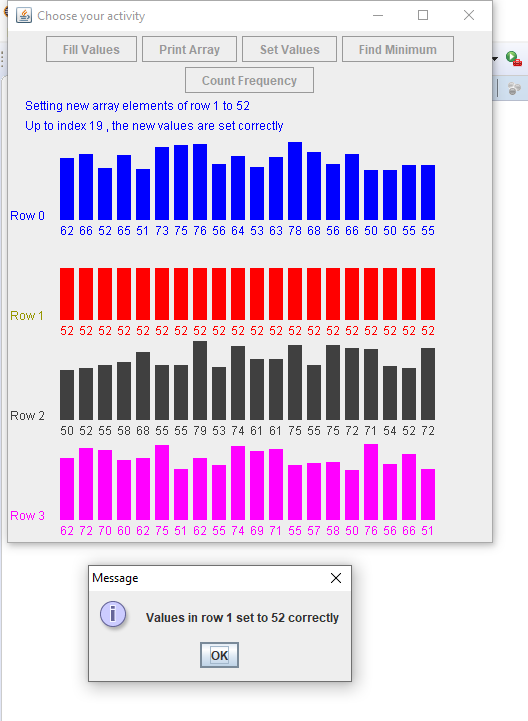 Choose your activity
Fill Values Print Array Set Values Find Minimum
Count Frequency
Setting new array elements of row 1 to 52
Up to index 19 , the new values are set correctly
Row 0
62 66 52 65 51 73 75 76 56 64 53 63 78 68 56 66 50 50 55 55
Row 1
52 52 52 52 52 52 52 52 52 52 52 52 52 52 52 52 52 52 52 52
Row 2
50 52 55 58 68 55 55 79 53 74 61 61 75 55 75 72 71 54 52 72
Row 3
62 72 70 60 62 75 51 62 55 74 69 71 55 57 58 50 76 56 66 51
Message
Values in row 1 set to 52 correctly
OK